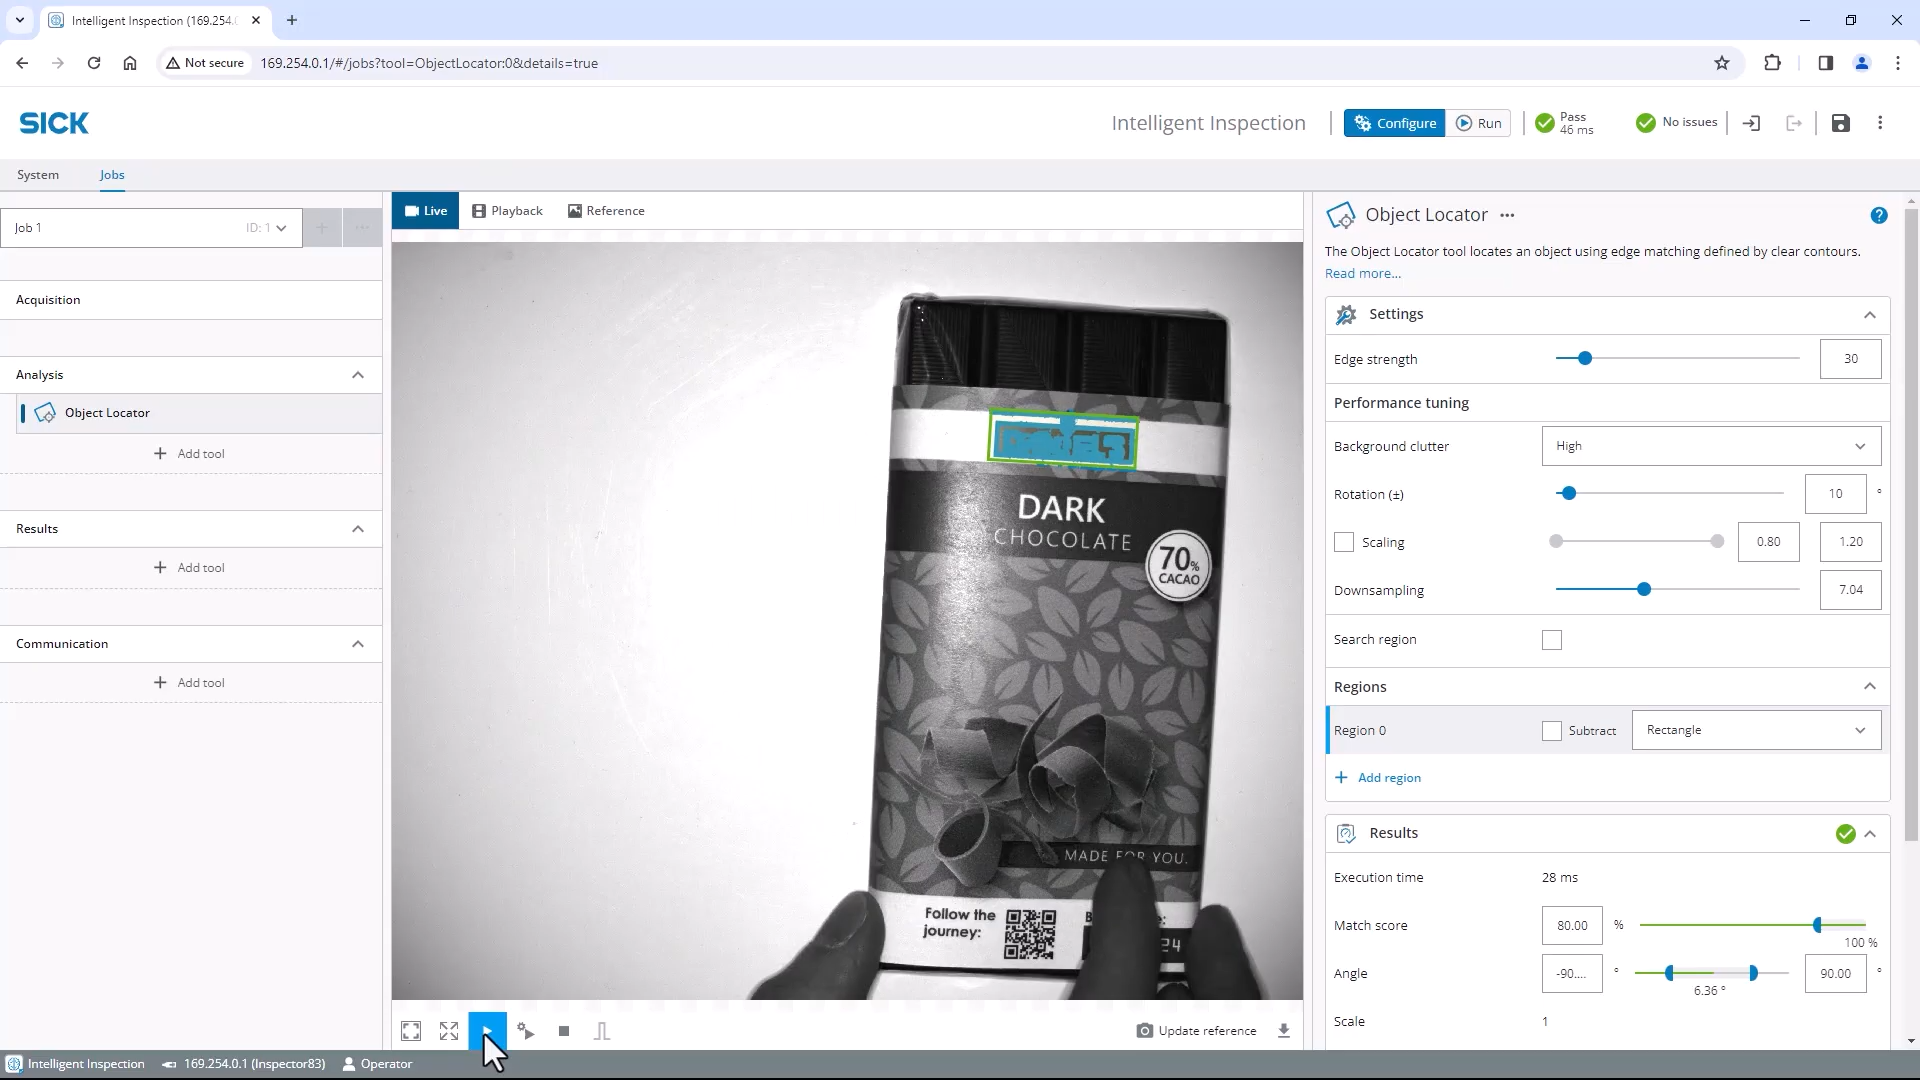 Intelligent Inspection (169.254.
Not secure
169.254.0.1/#/jobs?tool=ObjectLocator:0&details=true
SICK
Intelligent Inspection
Configure
Run
Pass
46 ms
No issues
System
Jobs
Job 1
ID: 1
Acquisition
Analysis
Object Locator
Add tool
Results
Add tool
Communication
Add tool
Live
Playback
Reference
DARK
CHOCOLATE
70%
CACAO
MADE FOR YOU.
Follow the
journey:
24
Update reference
Object Locator
The Object Locator tool locates an object using edge matching defined by clear contours.
Read more...
Settings
Edge strength
30
Performance tuning
Background clutter
High
Rotation (±)
10
°
Scaling
0.80
1.20
Downsampling
7.04
Search region
Regions
Region 0
Subtract
Rectangle
Add region
Results
Execution time
28 ms
Match score
80.00
%
100 %
Angle
-90....
°
6.36 °
90.00
°
Scale
1
Intelligent Inspection
169.254.0.1 (Inspector83)
Operator